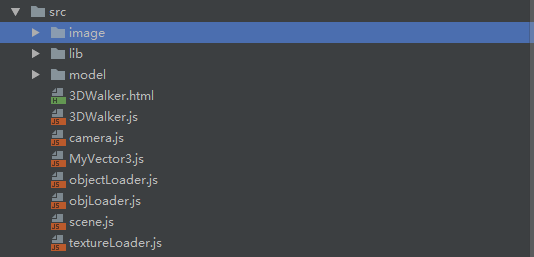 src
image
lib
model
3DWalker.html
3DWalker.js
camera.js
MyVector3.js
objectLoader.js
objLoader.js
scene.js
textureLoader.js